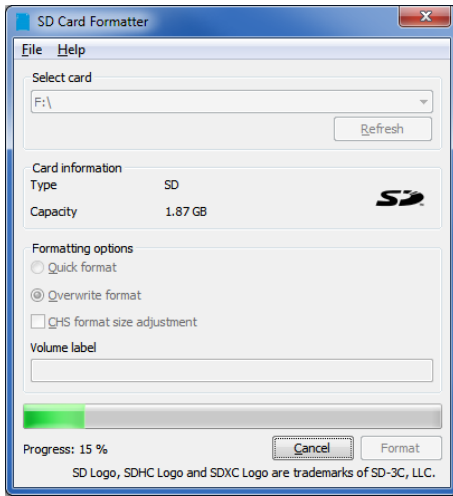 SD Card Formatter
File Help
Select card
F:\
Refresh
Card information
Type SD
Capacity 1.87 GB
SD
Formatting options
Quick format
Overwrite format
CHS format size adjustment
Volume label
Progress: 15 %
Cancel
Format
SD Logo, SDHC Logo and SDXC Logo are trademarks of SD-3C, LLC.